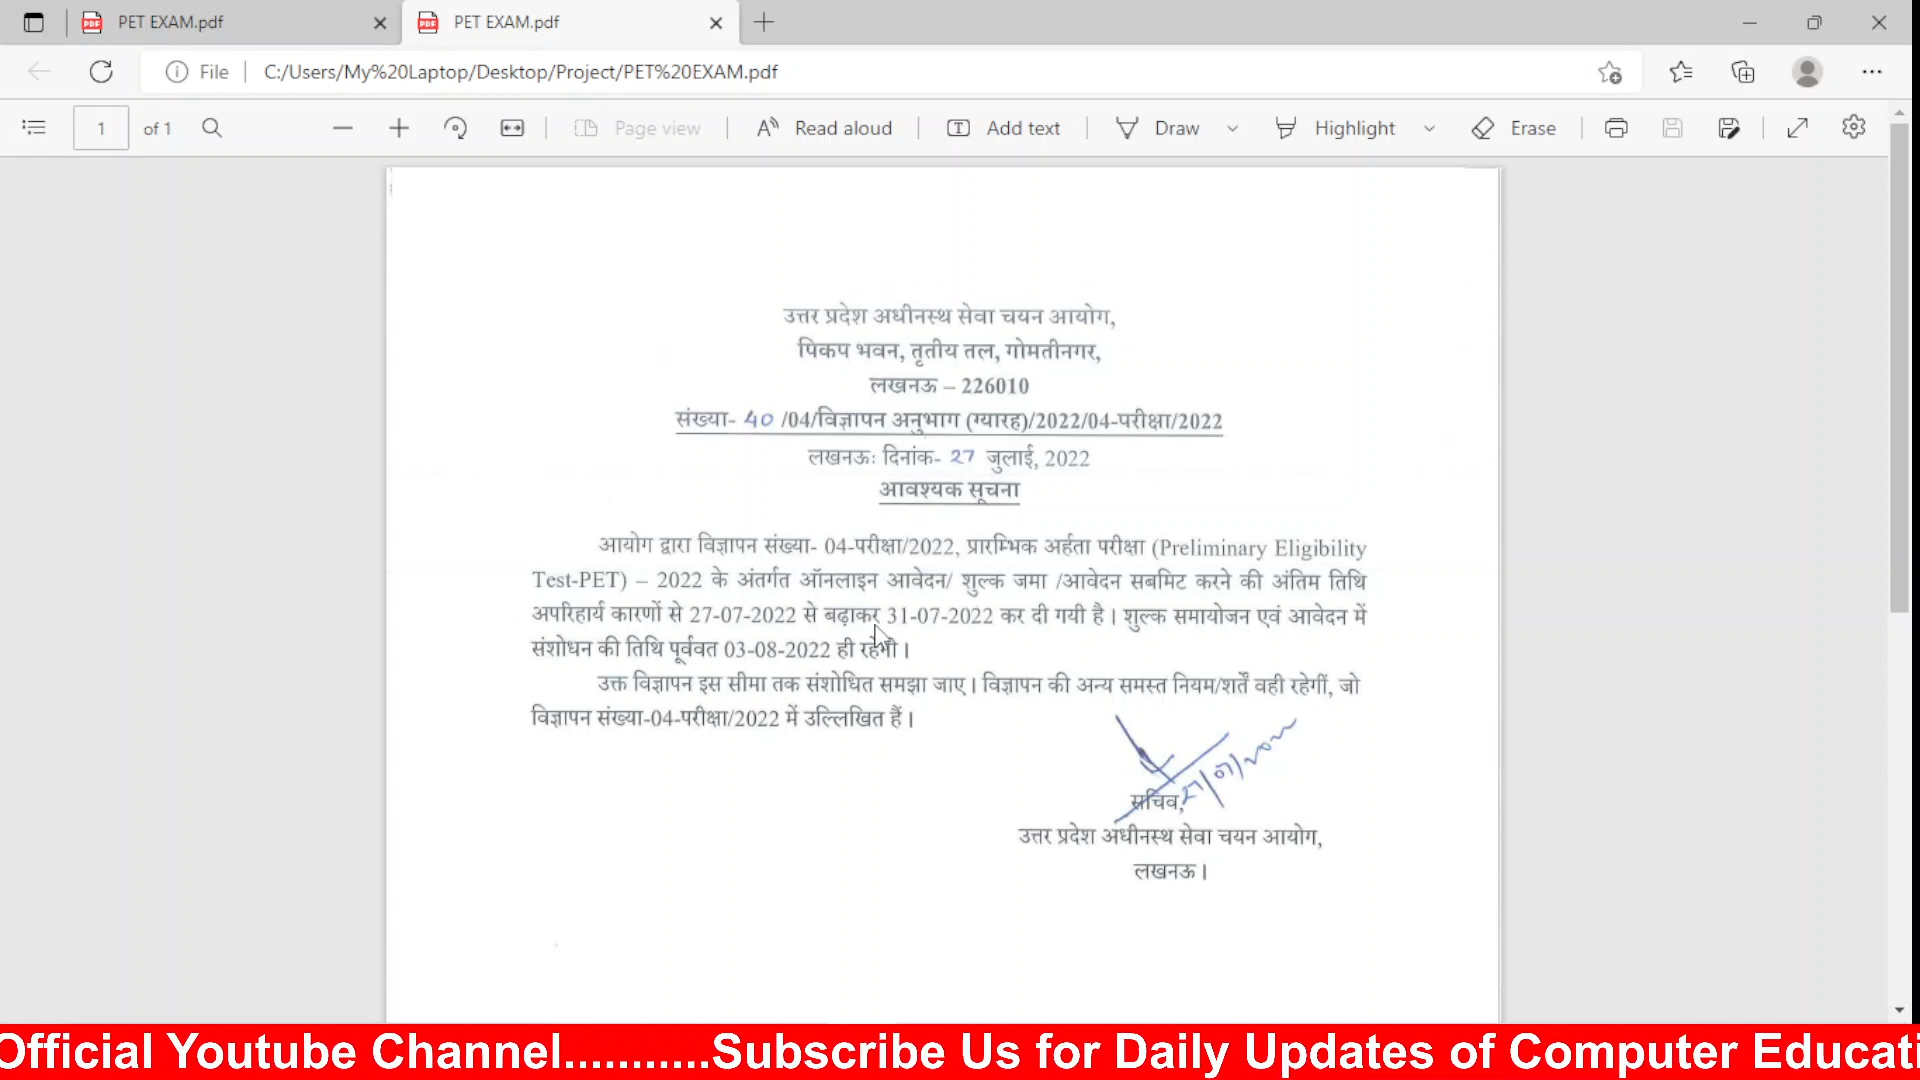 PET EXAM.pdf
PET EXAM.pdf
File
C:/Users/My%20Laptop/Desktop/Project/PET%20EXAM.pdf
1 of 1
Page view
Read aloud
Add text
Draw
Highlight
Erase
उत्तर प्रदेश अधीनस्थ सेवा चयन आयोग,
पिकप भवन, तृतीय तल, गोमतीनगर,
लखनऊ – 226010
संख्या- 40 /04/विज्ञापन अनुभाग (ग्यारह)/2022/04-परीक्षा/2022
लखनऊः दिनांक- 27 जुलाई, 2022
आवश्यक सूचना
आयोग द्वारा विज्ञापन संख्या- 04-परीक्षा/2022, प्रारम्भिक अर्हता परीक्षा (Preliminary Eligibility
Test-PET) – 2022 के अंतर्गत ऑनलाइन आवेदन/ शुल्क जमा /आवेदन सबमिट करने की अंतिम तिथि
अपरिहार्य कारणों से 27-07-2022 से बढ़ाकर 31-07-2022 कर दी गयी है। शुल्क समायोजन एवं आवेदन में
संशोधन की तिथि पूर्ववत 03-08-2022 ही रहेगी।
उक्त विज्ञापन इस सीमा तक संशोधित समझा जाए। विज्ञापन की अन्य समस्त नियम/शर्तें वही रहेगीं, जो
विज्ञापन संख्या-04-परीक्षा/2022 में उल्लिखित हैं।
सचिव,
उत्तर प्रदेश अधीनस्थ सेवा चयन आयोग,
लखनऊ।
Official Youtube Channel...........Subscribe Us for Daily Updates of Computer Educati